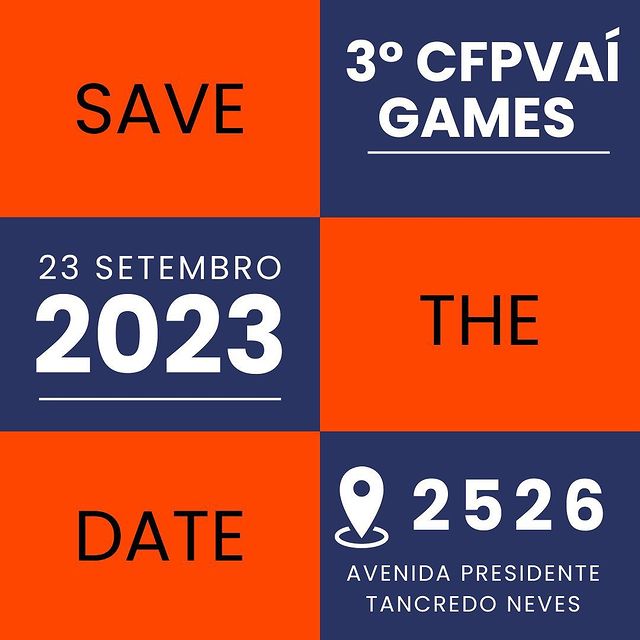 SAVE
3º CFPVAÍ
GAMES
23 SETEMBRO
2023
THE
DATE
2526
AVENIDA PRESIDENTE
TANCREDO NEVES